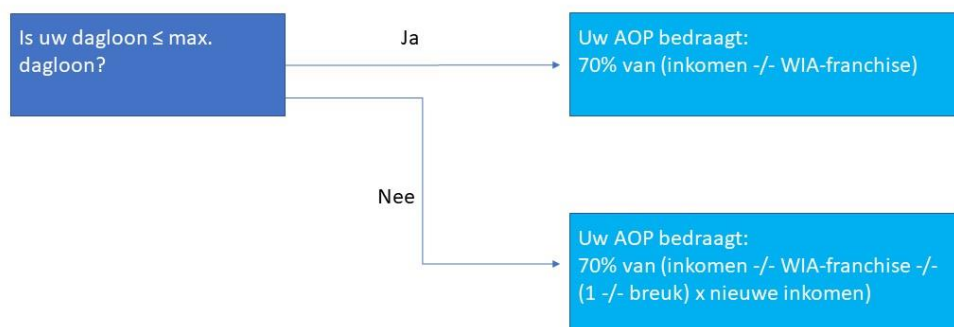 Is uw dagloon ≤ max.
dagloon?
Ja
Uw AOP bedraagt:
70% van (inkomen -/- WIA-franchise)
Nee
Uw AOP bedraagt:
70% van (inkomen -/- WIA-franchise -/-
(1 -/- breuk) x nieuwe inkomen)